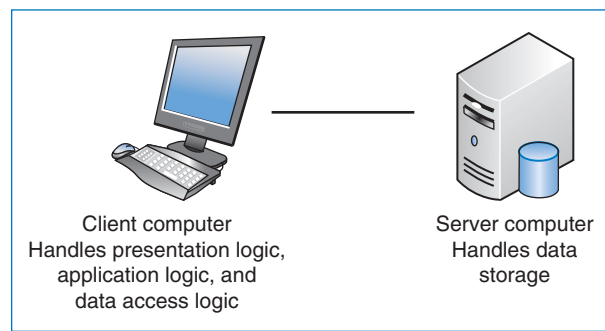 Client computer
Handles presentation logic,
application logic, and
data access logic
Server computer
Handles data
storage